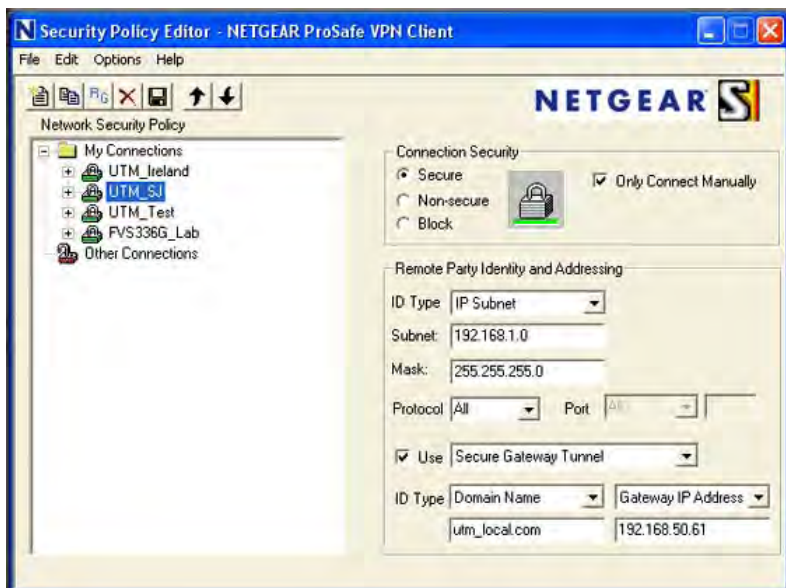 Security Policy Editor - NETGEAR ProSafe VPN Client
File Edit Options Help
NETGEAR
Network Security Policy
My Connections
UTM_Ireland
UTM_SJ
UTM_Test
FVS336G_Lab
Other Connections
Connection Security
Secure
Only Connect Manually
Non-secure
Block
Remote Party Identity and Addressing
ID Type IP Subnet
Subnet: 192.168.1.0
Mask: 255.255.255.0
Protocol All Port All
Use Secure Gateway Tunnel
ID Type Domain Name Gateway IP Address
utm_local.com 192.168.50.61